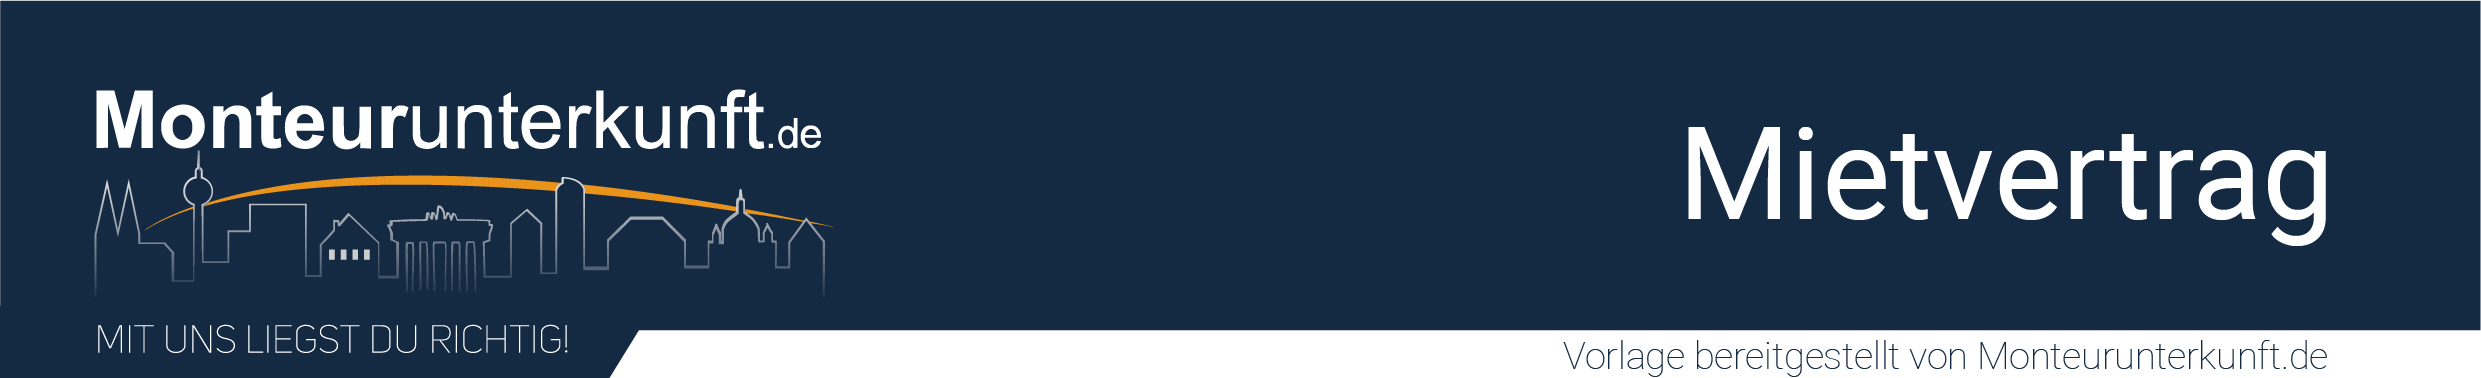 Monteurunterkunft.de
Mietvertrag
MIT UNS LIEGST DU RICHTIG!
Vorlage bereitgestellt von Monteurunterkunft.de